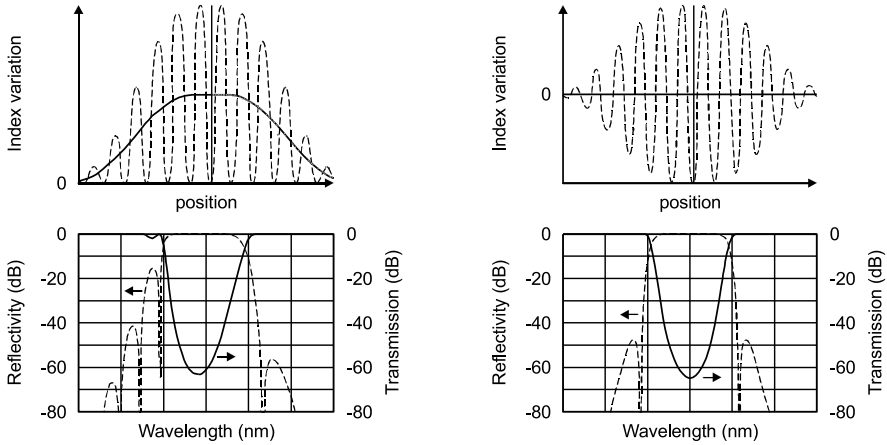 Index variation
0
position
Index variation
0
position
Reflectivity (dB)
0
-20
-40
-60
-80
0
-20
-40
-60
-80
Transmission (dB)
Wavelength (nm)
Reflectivity (dB)
0
-20
-40
-60
-80
0
-20
-40
-60
-80
Transmission (dB)
Wavelength (nm)